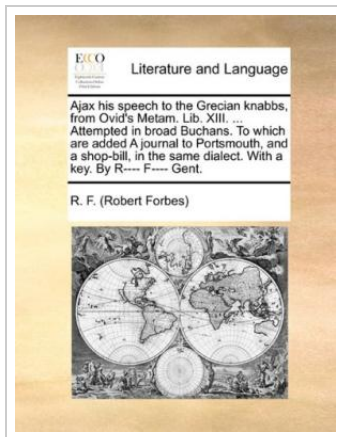 ECCO
Literature and Language
Ajax his speech to the Grecian knabbs,
from Ovid's Metam. Lib. XIII. ...
Attempted in broad Buchans. To which
are added A journal to Portsmouth, and
a shop-bill, in the same dialect. With a
key. By R---- F---- Gent.
R. F. (Robert Forbes)